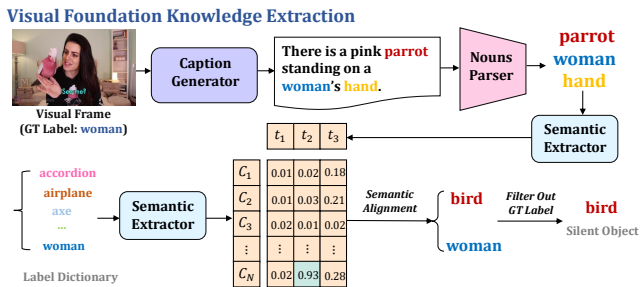 Visual Foundation Knowledge Extraction
Visual Frame
(GT Label: woman)
Caption
Generator
There is a pink parrot
standing on a
woman's hand.
Nouns
Parser
parrot
woman
hand
Semantic
Extractor
t1 t2 t3
accordion
airplane
axe
...
woman
Label Dictionary
Semantic
Extractor
C1 0.01 0.02 0.18
C2 0.01 0.03 0.21
C3 0.02 0.01 0.02
⋮ ⋮ ⋮ ⋮
CN 0.02 0.93 0.28
Semantic
Alignment
bird
woman
Filter Out
GT Label
bird
Silent Object